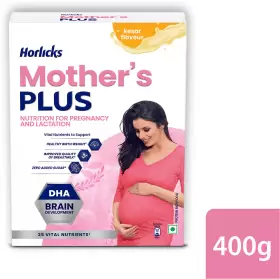 kesar
flavour
Horlicks
Mother's
PLUS
NUTRITION FOR PREGNANCY
AND LACTATION
Vital Nutrients to Support
HEALTHY BIRTH WEIGHT
IMPROVED QUALITY
OF BREASTMILK
ZERO ADDED SUGAR
DHA
BRAIN
DEVELOPMENT
25 VITAL NUTRIENTS
400g